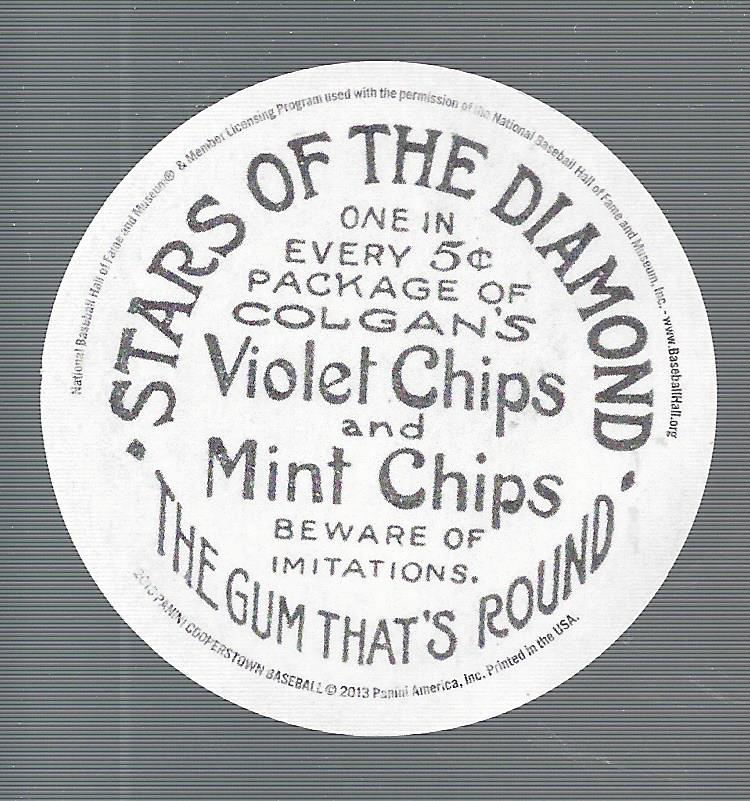 National Baseball Hall of Fame and Museum® & Member Licensing Program used with the permission of the National Baseball Hall of Fame and Museum, Inc. - www.BaseballHall.org
• STARS OF THE DIAMOND •
ONE IN
EVERY 5¢
PACKAGE OF
COLGAN'S
Violet Chips
and
Mint Chips
BEWARE OF
IMITATIONS.
THE GUM THAT'S ROUND
2013 PANINI COOPERSTOWN BASEBALL © 2013 Panini America, Inc. Printed in the USA.